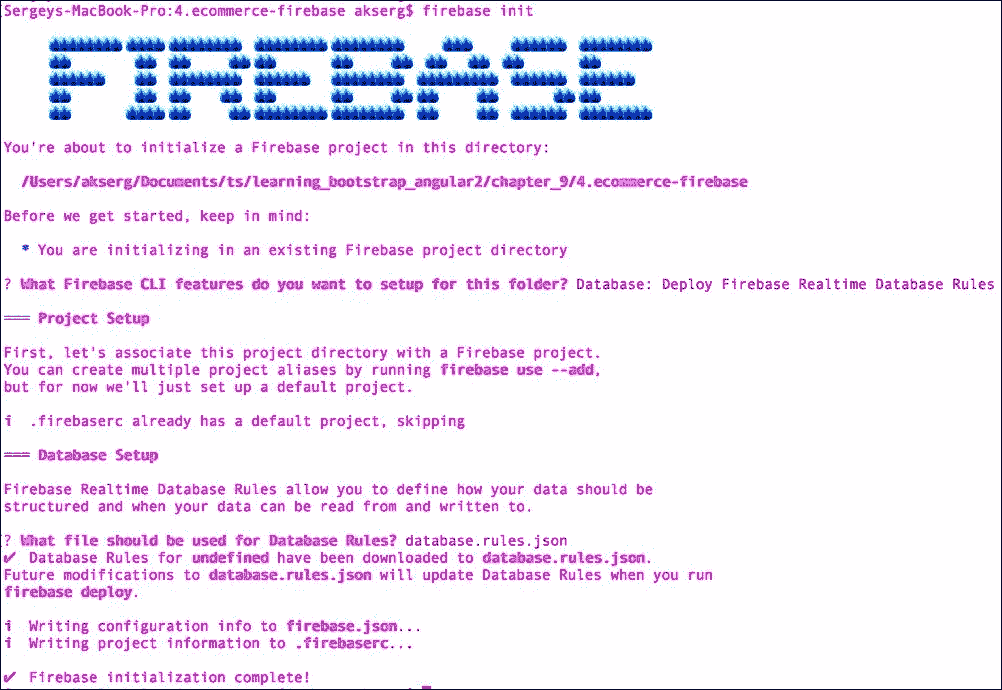 Sergeys-MacBook-Pro:4.ecommerce-firebase akserg$ firebase init
FIREBASE
You're about to initialize a Firebase project in this directory:
/Users/akserg/Documents/ts/learning_bootstrap_angular2/chapter_9/4.ecommerce-firebase
Before we get started, keep in mind:
* You are initializing in an existing Firebase project directory
? What Firebase CLI features do you want to setup for this folder? Database: Deploy Firebase Realtime Database Rules
=== Project Setup
First, let's associate this project directory with a Firebase project.
You can create multiple project aliases by running firebase use --add,
but for now we'll just set up a default project.
i .firebaserc already has a default project, skipping
=== Database Setup
Firebase Realtime Database Rules allow you to define how your data should be
structured and when your data can be read from and written to.
? What file should be used for Database Rules? database.rules.json
✔ Database Rules for undefined have been downloaded to database.rules.json.
Future modifications to database.rules.json will update Database Rules when you run
firebase deploy.
i Writing configuration info to firebase.json...
i Writing project information to .firebaserc...
✔ Firebase initialization complete!